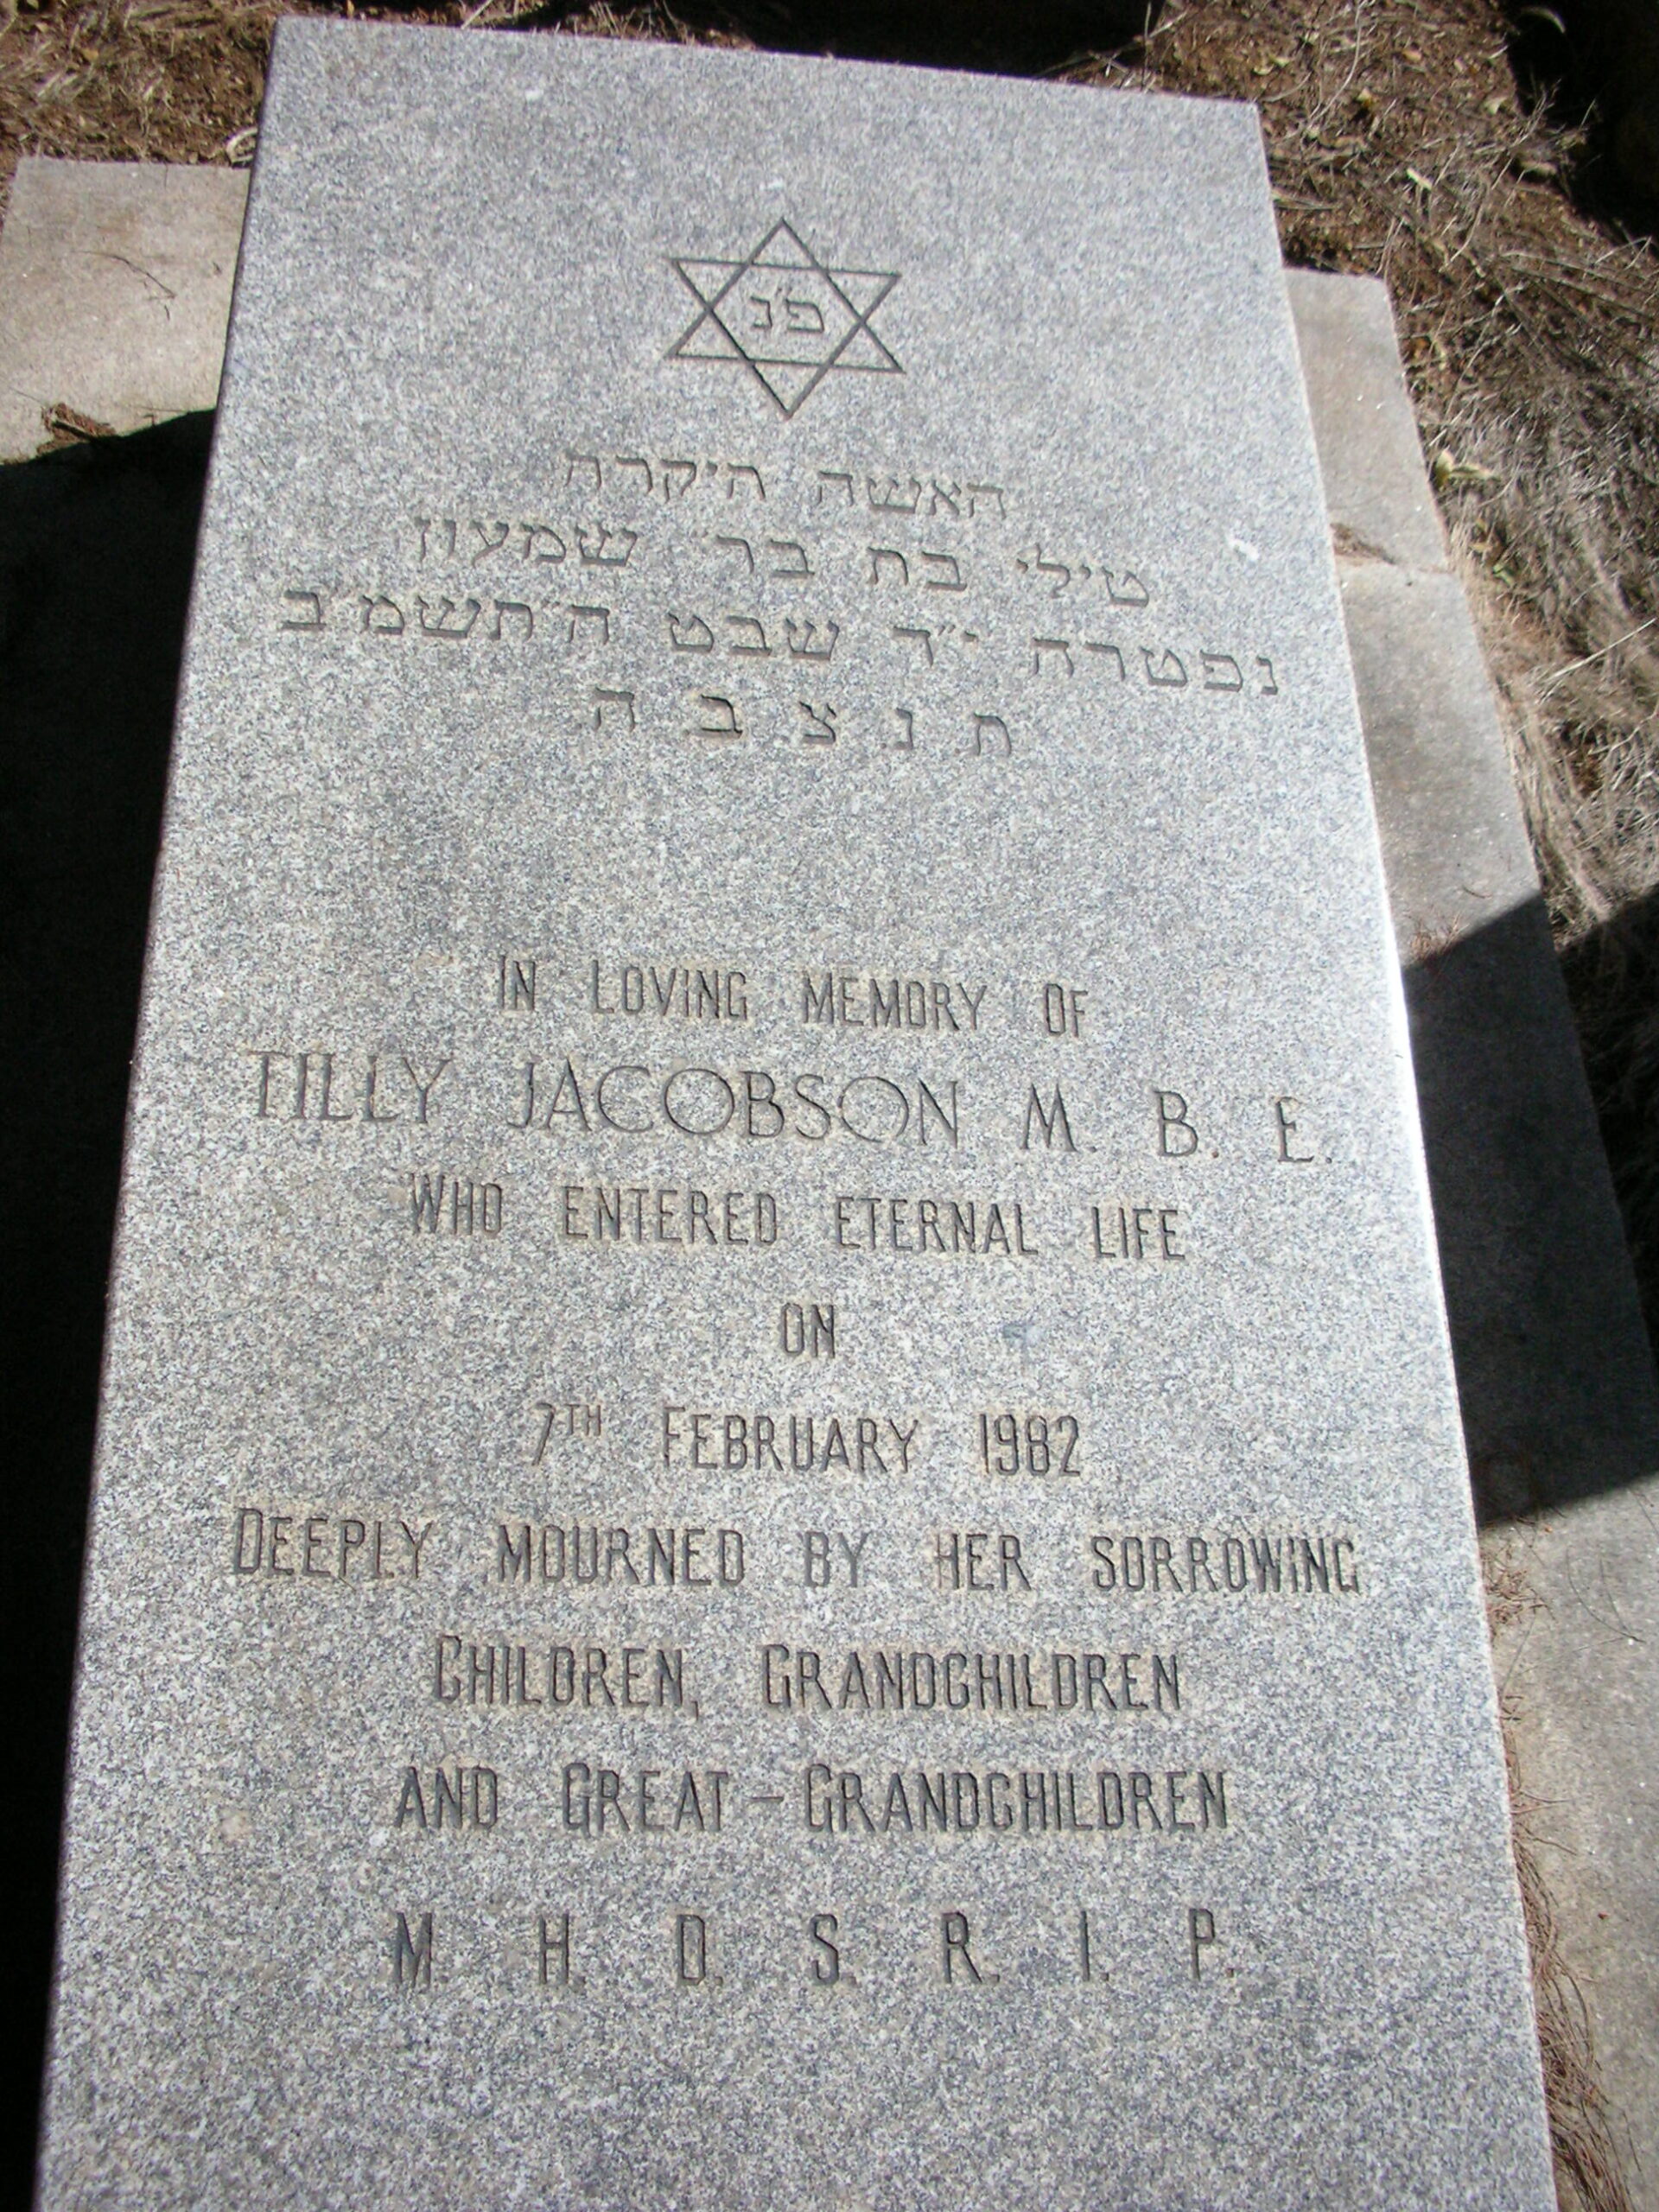 פ״נ
האשה היקרה
טילי בת בר׳ שמעון
נפטרה י״ד שבט ה׳תשמ״ב
ת נ צ ב ה
IN LOVING MEMORY OF
TILLY JACOBSON M. B. E.
WHO ENTERED ETERNAL LIFE
ON
7TH FEBRUARY 1982
DEEPLY MOURNED BY HER SORROWING
CHILDREN, GRANDCHILDREN
AND GREAT-GRANDCHILDREN
M. H. D. S. R. I. P.